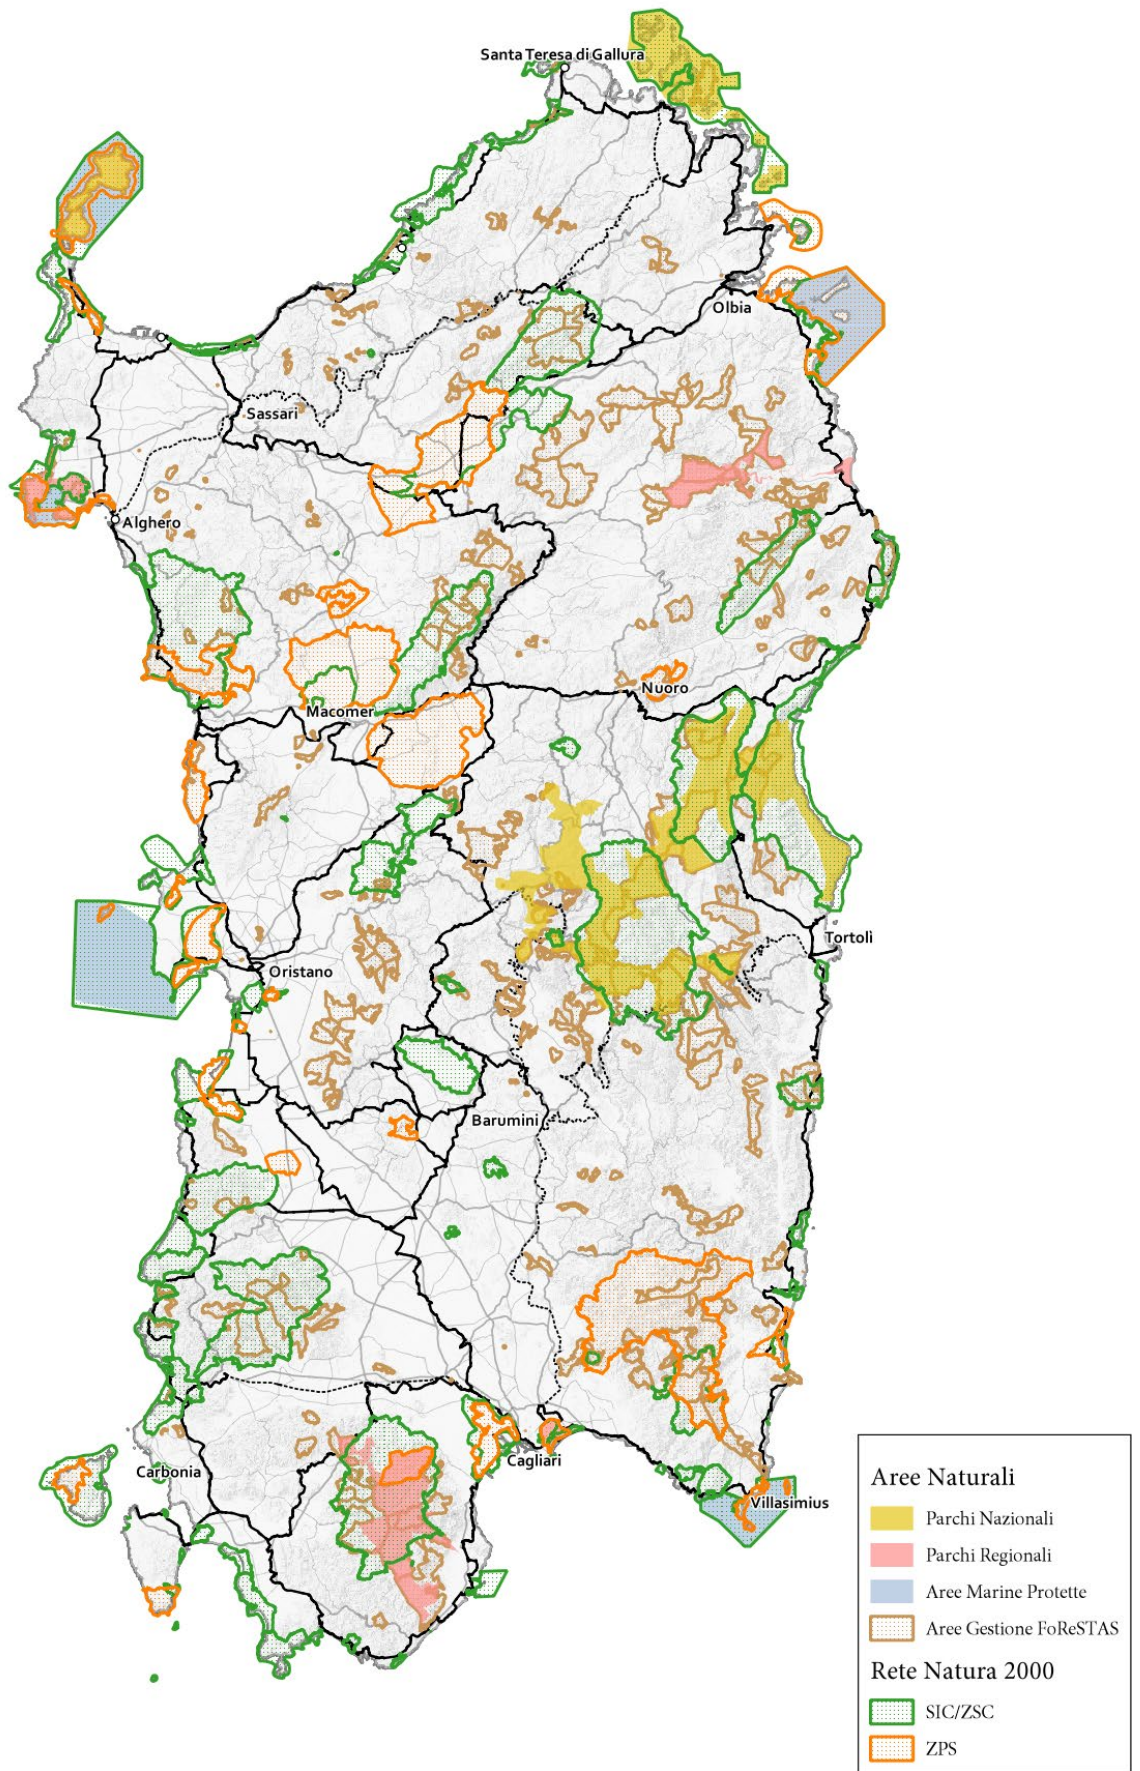 Santa Teresa di Gallura
Olbia
Sassari
Alghero
Nuoro
Macomer
Tortolì
Oristano
Barumini
Cagliari
Carbonia
Villasimius
Aree Naturali
Parchi Nazionali
Parchi Regionali
Aree Marine Protette
Aree Gestione FoReSTAS
Rete Natura 2000
SIC/ZSC
ZPS